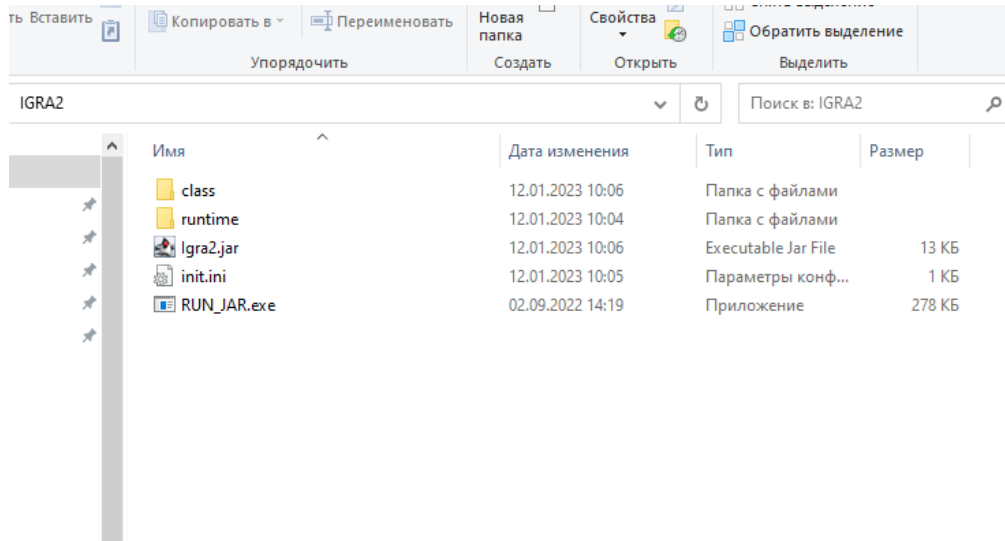 Вставить
Копировать в
Переименовать
Новая
папка
Свойства
Обратить выделение
Упорядочить
Создать
Открыть
Выделить
IGRA2
Поиск в: IGRA2
Имя
Дата изменения
Тип
Размер
class 12.01.2023 10:06 Папка с файлами
runtime 12.01.2023 10:04 Папка с файлами
Igra2.jar 12.01.2023 10:06 Executable Jar File 13 КБ
init.ini 12.01.2023 10:05 Параметры конф... 1 КБ
RUN_JAR.exe 02.09.2022 14:19 Приложение 278 КБ